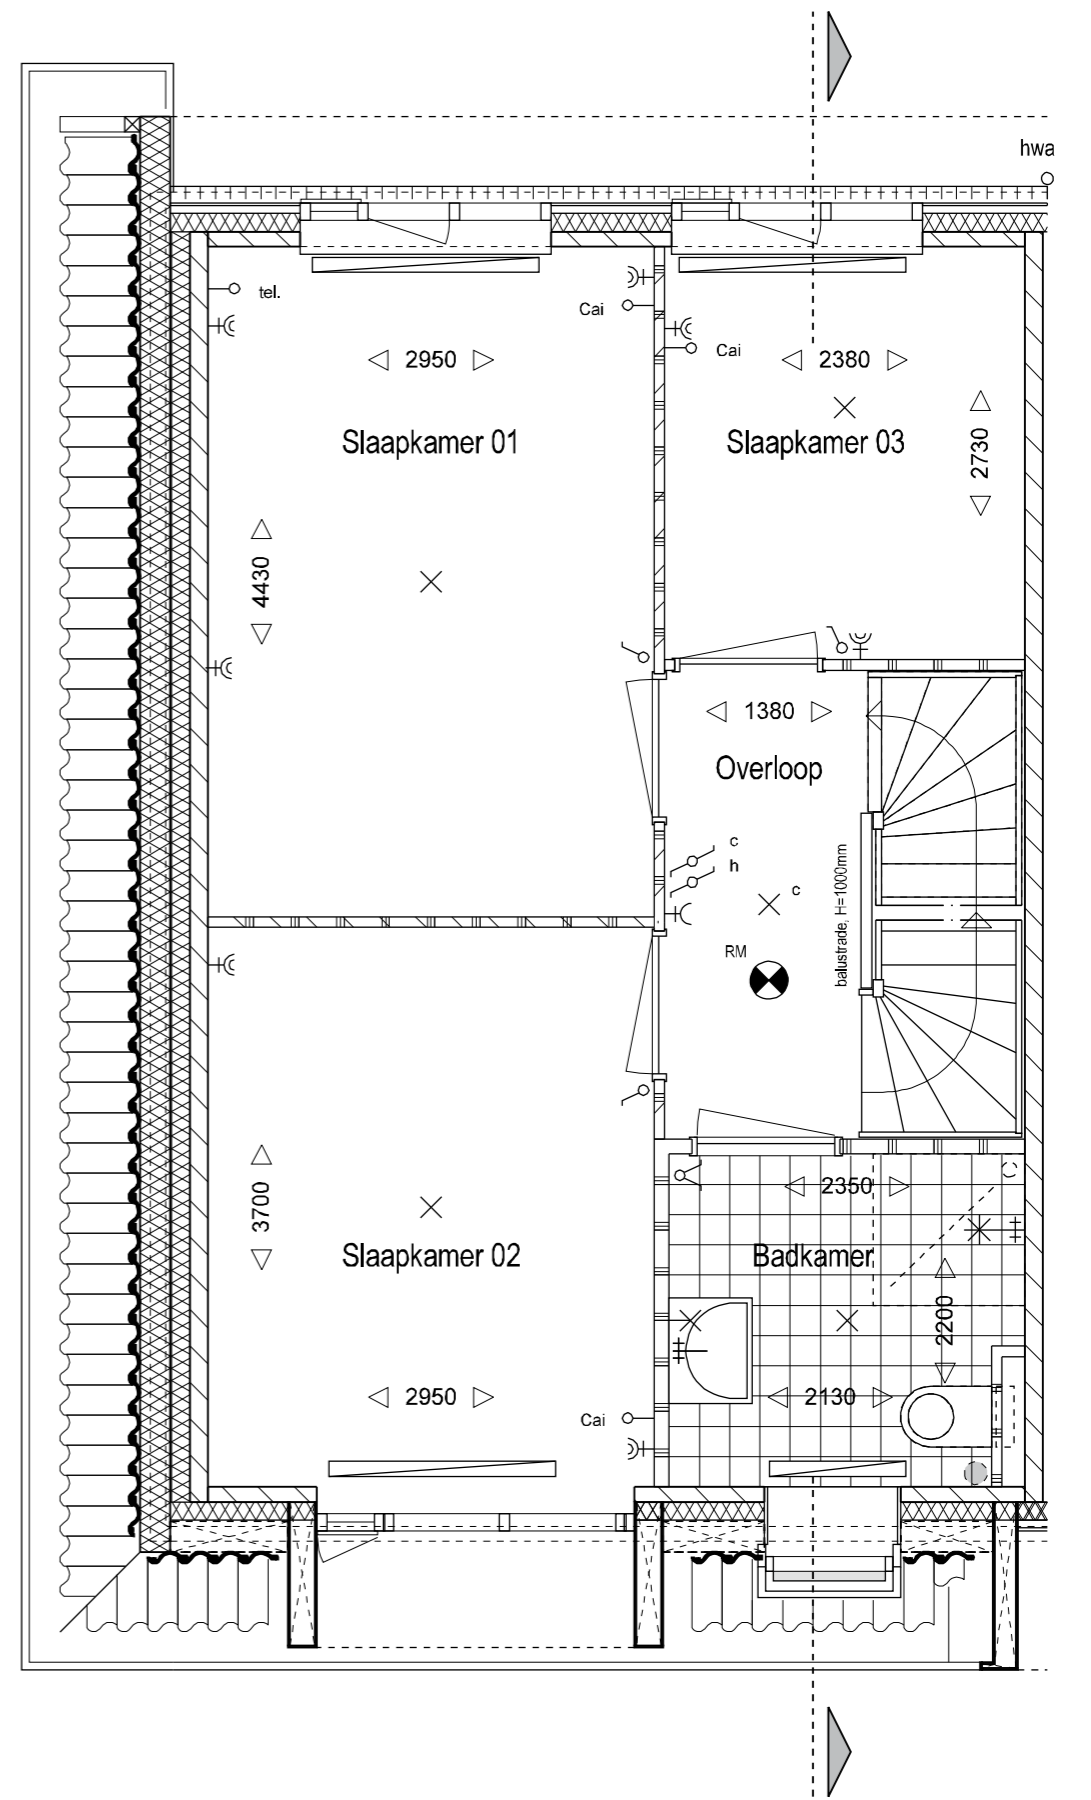 hwa
tel.
Cai
Cai
2950
2380
Slaapkamer 01
Slaapkamer 03
2730
4430
1380
Overloop
c
h
c
balustrade, H=1000mm
RM
3700
2350
Slaapkamer 02
Badkamer
2200
2950
2130
Cai